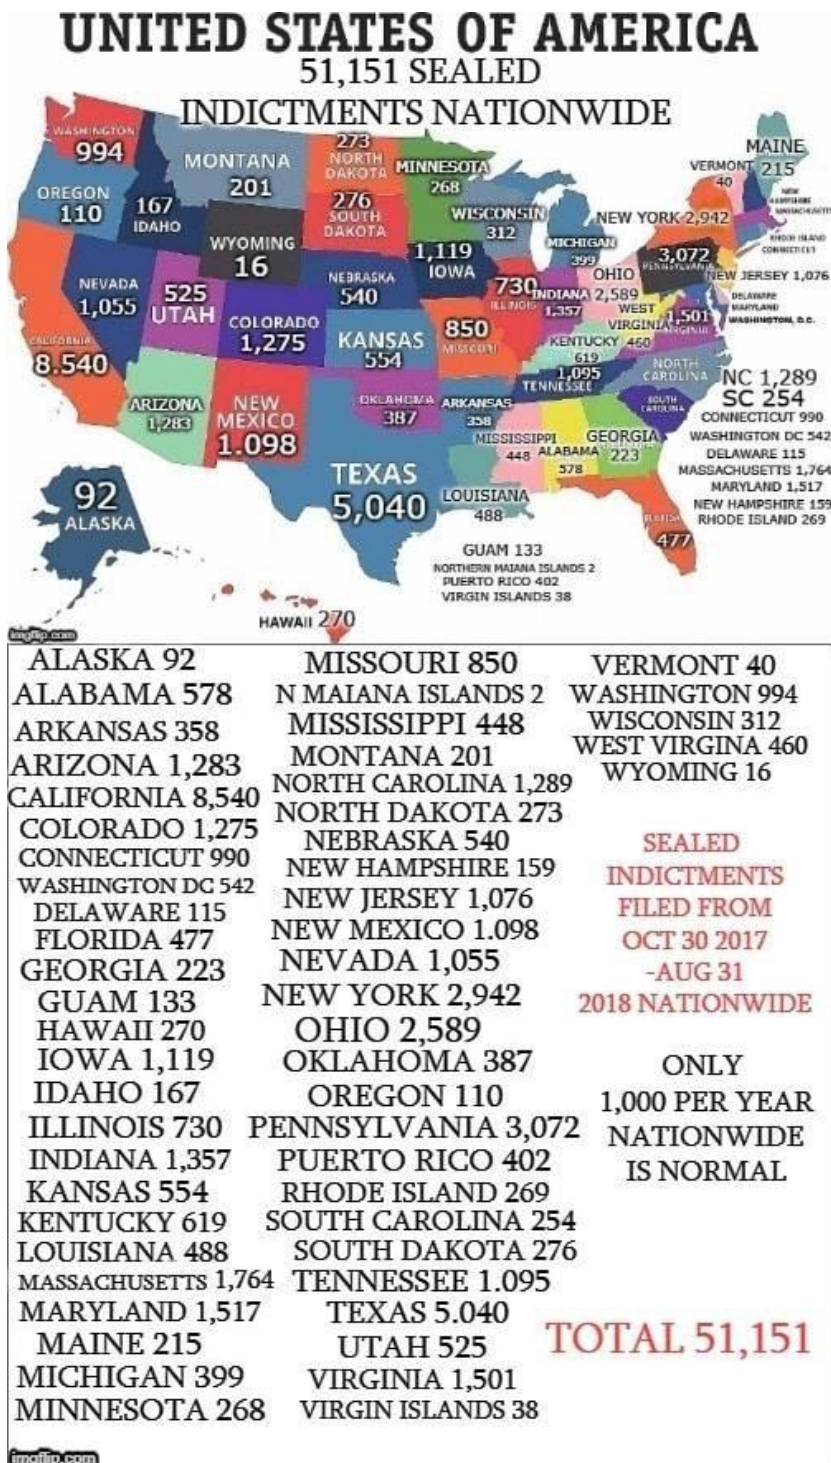 UNITED STATES OF AMERICA
51,151 SEALED
INDICTMENTS NATIONWIDE
WASHINGTON
994
MONTANA
201
273
NORTH
DAKOTA
MINNESOTA
268
MAINE
215
VERMONT
40
NEW
HAMPSHIRE
MASSACHUSETTS
OREGON
110
167
IDAHO
276
SOUTH
DAKOTA
WISCONSIN
312
NEW YORK 2,942
RHODE ISLAND
CONNECTICUT
WYOMING
16
MICHIGAN
399
1,119
IOWA
3,072
PENNSYLVANIA
NEVADA
1,055
525
UTAH
NEBRASKA
540
730
ILLINOIS
INDIANA
1,357
OHIO
2,589
NEW JERSEY 1,076
DELAWARE
MARYLAND
WASHINGTON, D.C.
COLORADO
1,275
KANSAS
554
850
MISSOURI
WEST
VIRGINIA
460
1,501
VIRGINIA
KENTUCKY
619
CALIFORNIA
8.540
ARIZONA
1,283
NEW
MEXICO
1.098
OKLAHOMA
387
ARKANSAS
358
1,095
TENNESSEE
NORTH
CAROLINA
NC 1,289
SC 254
SOUTH
CAROLINA
CONNECTICUT 990
WASHINGTON DC 542
DELAWARE 115
MASSACHUSETTS 1,764
MARYLAND 1,517
NEW HAMPSHIRE 159
RHODE ISLAND 269
MISSISSIPPI
448
ALABAMA
578
GEORGIA
223
TEXAS
5,040
LOUISIANA
488
FLORIDA
477
92
ALASKA
GUAM 133
NORTHERN MAIANA ISLANDS 2
PUERTO RICO 402
VIRGIN ISLANDS 38
HAWAII 270
imgflip.com
ALASKA 92
ALABAMA 578
ARKANSAS 358
ARIZONA 1,283
CALIFORNIA 8,540
COLORADO 1,275
CONNECTICUT 990
WASHINGTON DC 542
DELAWARE 115
FLORIDA 477
GEORGIA 223
GUAM 133
HAWAII 270
IOWA 1,119
IDAHO 167
ILLINOIS 730
INDIANA 1,357
KANSAS 554
KENTUCKY 619
LOUISIANA 488
MASSACHUSETTS 1,764
MARYLAND 1,517
MAINE 215
MICHIGAN 399
MINNESOTA 268
MISSOURI 850
N MAIANA ISLANDS 2
MISSISSIPPI 448
MONTANA 201
NORTH CAROLINA 1,289
NORTH DAKOTA 273
NEBRASKA 540
NEW HAMPSHIRE 159
NEW JERSEY 1,076
NEW MEXICO 1.098
NEVADA 1,055
NEW YORK 2,942
OHIO 2,589
OKLAHOMA 387
OREGON 110
PENNSYLVANIA 3,072
PUERTO RICO 402
RHODE ISLAND 269
SOUTH CAROLINA 254
SOUTH DAKOTA 276
TENNESSEE 1.095
TEXAS 5.040
UTAH 525
VIRGINIA 1,501
VIRGIN ISLANDS 38
VERMONT 40
WASHINGTON 994
WISCONSIN 312
WEST VIRGINA 460
WYOMING 16
SEALED
INDICTMENTS
FILED FROM
OCT 30 2017
-AUG 31
2018 NATIONWIDE
ONLY
1,000 PER YEAR
NATIONWIDE
IS NORMAL
TOTAL 51,151
imgflip.com